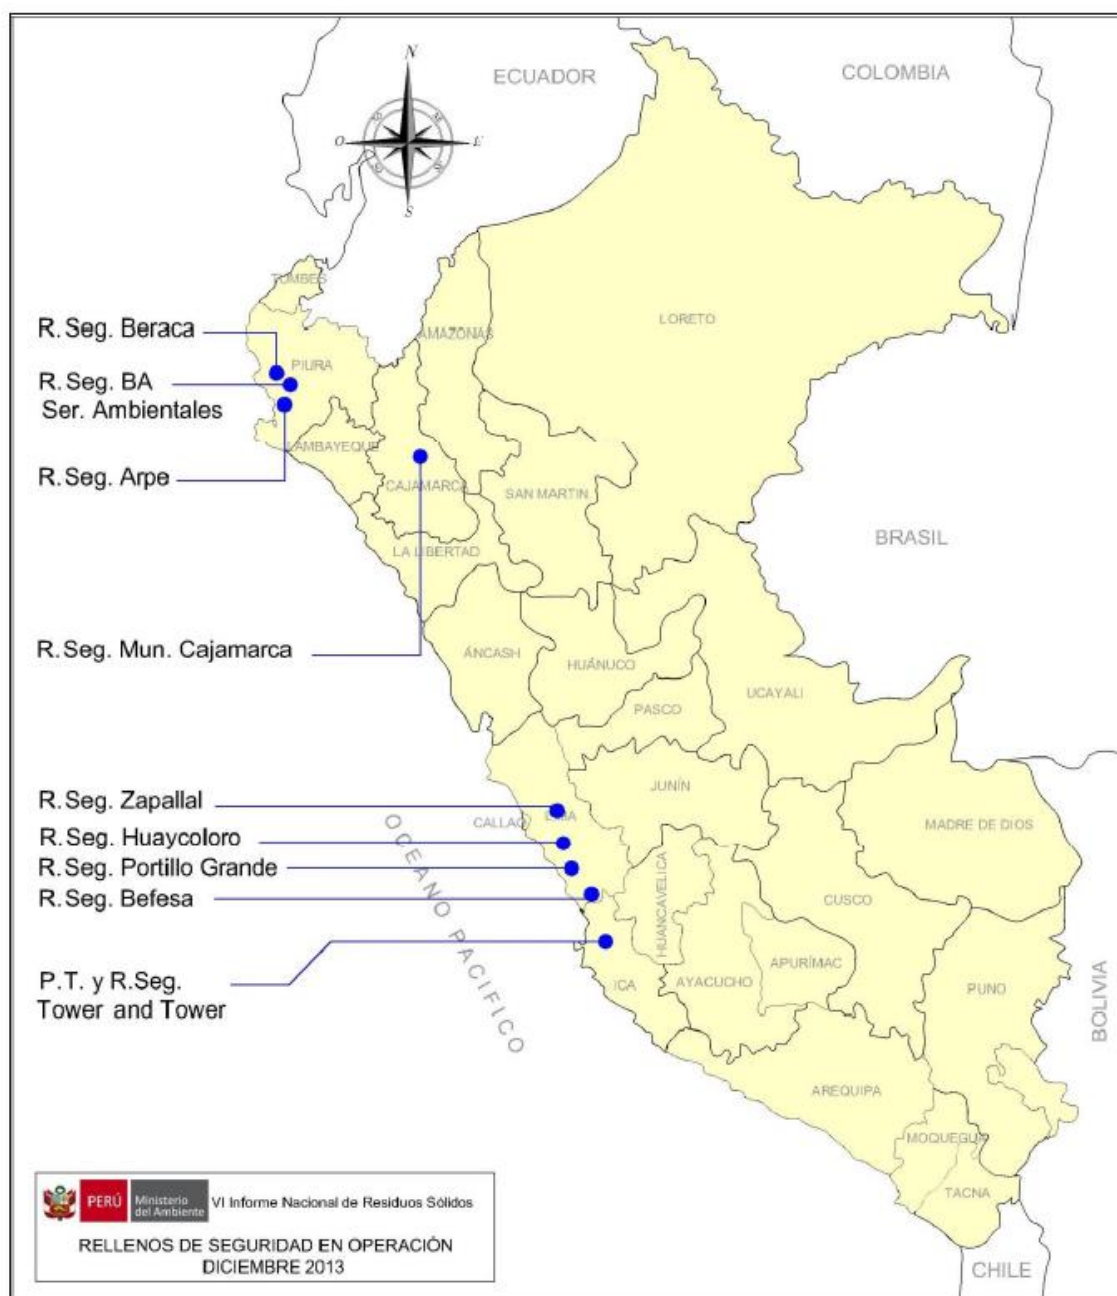 ECUADOR
COLOMBIA
N
O
E
S
TUMBES
R.Seg. Beraca
AMAZONAS
LORETO
PIURA
R.Seg. BA
Ser. Ambientales
LAMBAYEQUE
R.Seg. Arpe
CAJAMARCA
SAN MARTIN
BRASIL
LA LIBERTAD
R.Seg. Mun. Cajamarca
ÁNCASH
HUÁNUCO
UCAYALI
PASCO
JUNÍN
R.Seg. Zapallal
LIMA
CALLAO
MADRE DE DIOS
R.Seg. Huaycoloro
R.Seg. Portillo Grande
R.Seg. Befesa
HUANCAVELICA
CUSCO
OCEANO PACIFICO
APURÍMAC
AYACUCHO
ICA
PUNO
P.T. y R.Seg.
Tower and Tower
BOLIVIA
AREQUIPA
MOQUEGUA
TACNA
PERÚ
Ministerio
del Ambiente
VI Informe Nacional de Residuos Sólidos
RELLENOS DE SEGURIDAD EN OPERACIÓN
DICIEMBRE 2013
CHILE